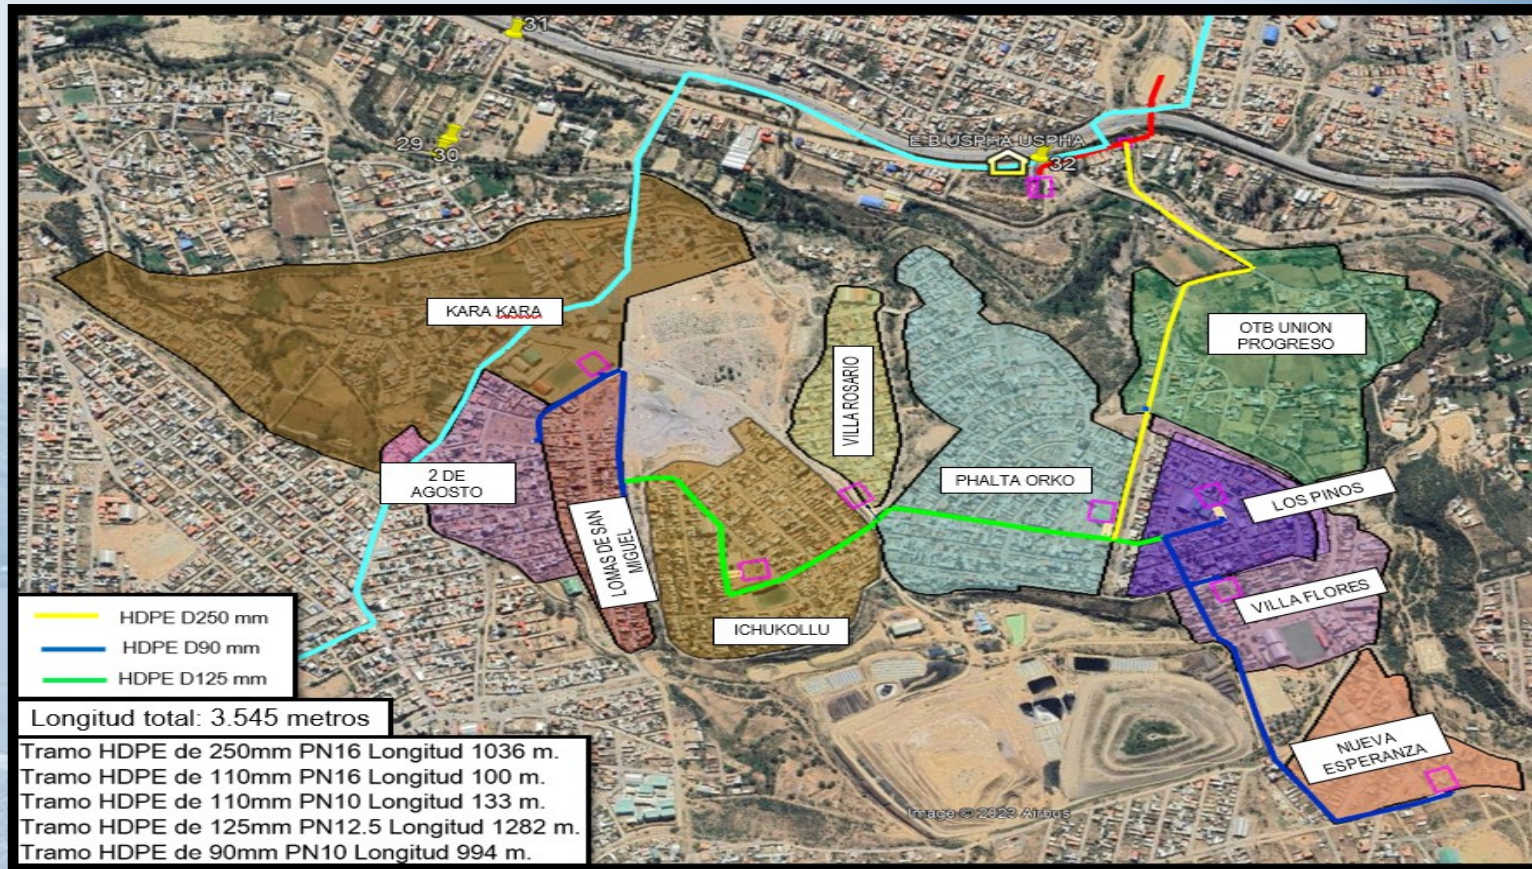 31
29
30
E.B USPHA USPHA
32
KARA KARA
OTB UNION
PROGRESO
VILLA ROSARIO
2 DE
AGOSTO
PHALTA ORKO
LOS PINOS
LOMAS DE SAN
MIGUEL
VILLA FLORES
ICHUKOLLU
NUEVA
ESPERANZA
HDPE D250 mm
HDPE D90 mm
HDPE D125 mm
Longitud total: 3.545 metros
Tramo HDPE de 250mm PN16 Longitud 1036 m.
Tramo HDPE de 110mm PN16 Longitud 100 m.
Tramo HDPE de 110mm PN10 Longitud 133 m.
Tramo HDPE de 125mm PN12.5 Longitud 1282 m.
Tramo HDPE de 90mm PN10 Longitud 994 m.
Image © 2023 Airbus